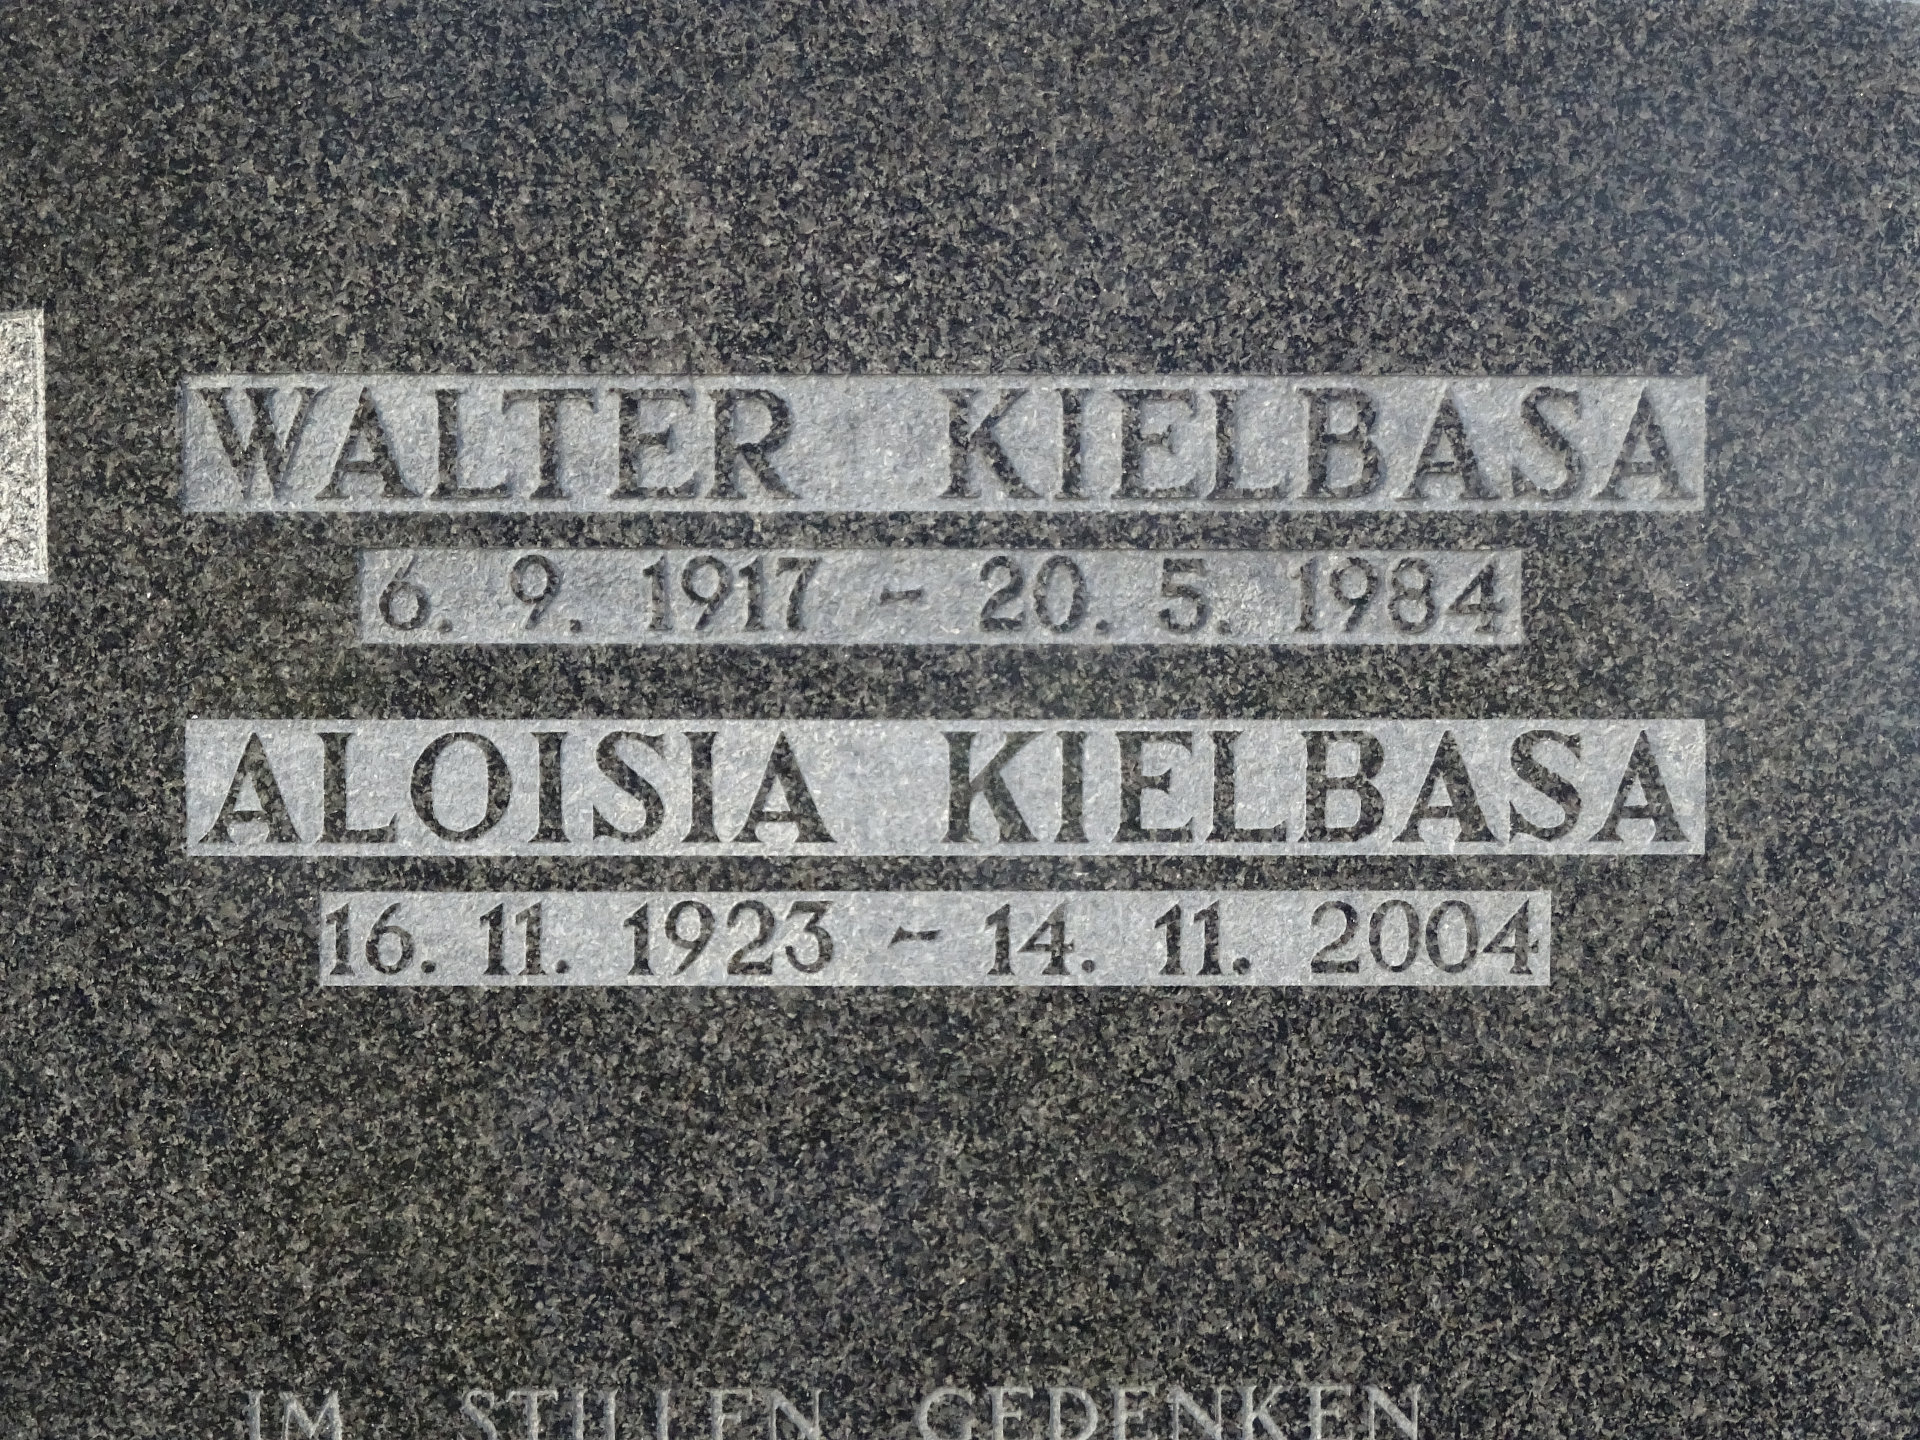 WALTER KIELBASA
6. 9. 1917 - 20. 5. 1984
ALOISIA KIELBASA
16. 11. 1923 - 14. 11. 2004
IM STILLEN GEDENKEN